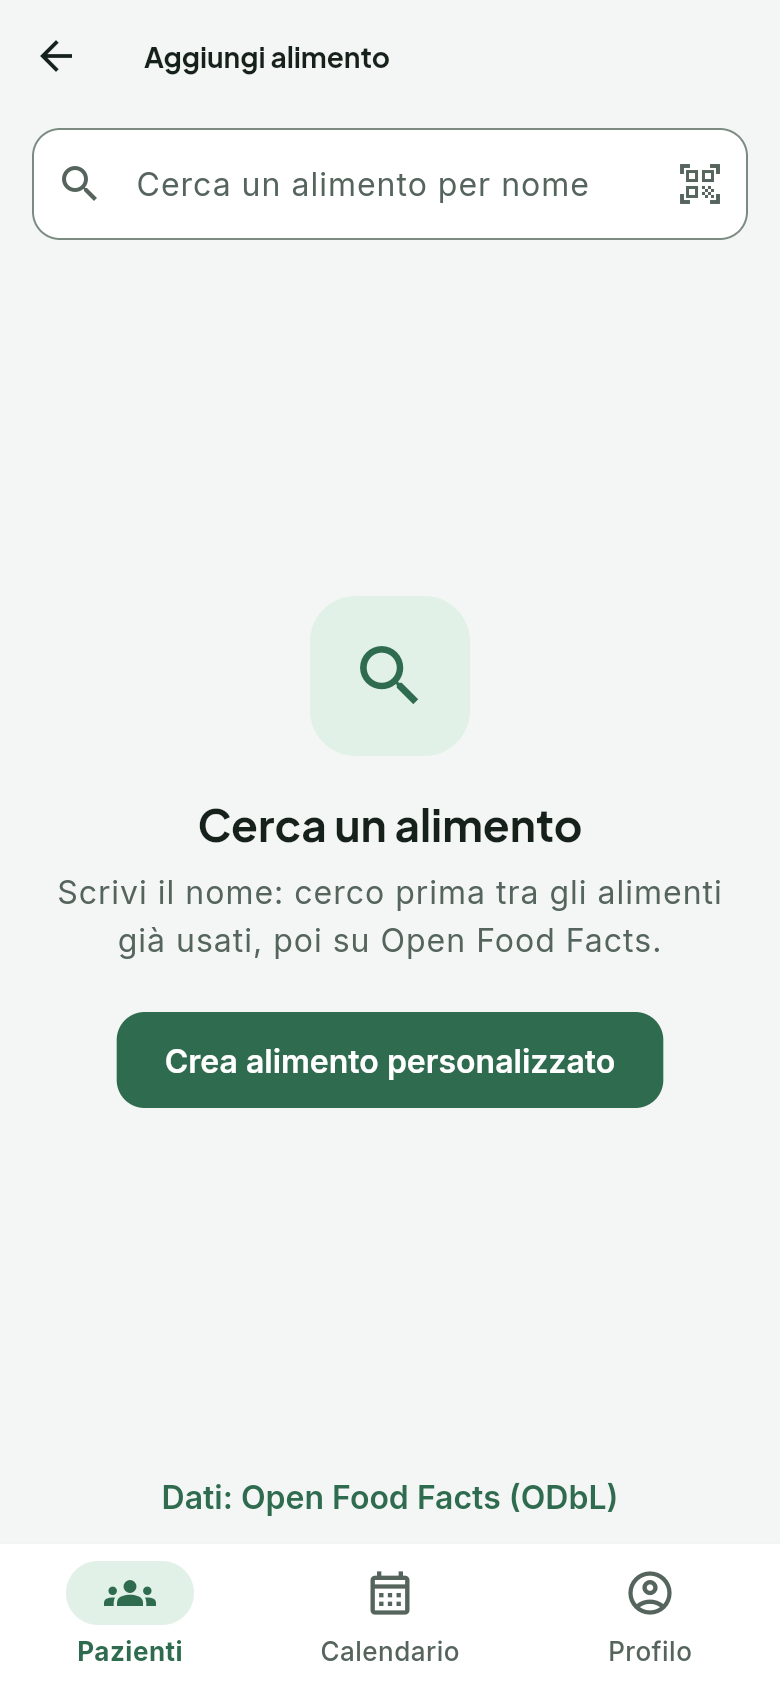 Aggiungi alimento
Cerca un alimento per nome
Cerca un alimento
Scrivi il nome: cerco prima tra gli alimenti
già usati, poi su Open Food Facts.
Crea alimento personalizzato
Dati: Open Food Facts (ODbL)
Pazienti
Calendario
Profilo